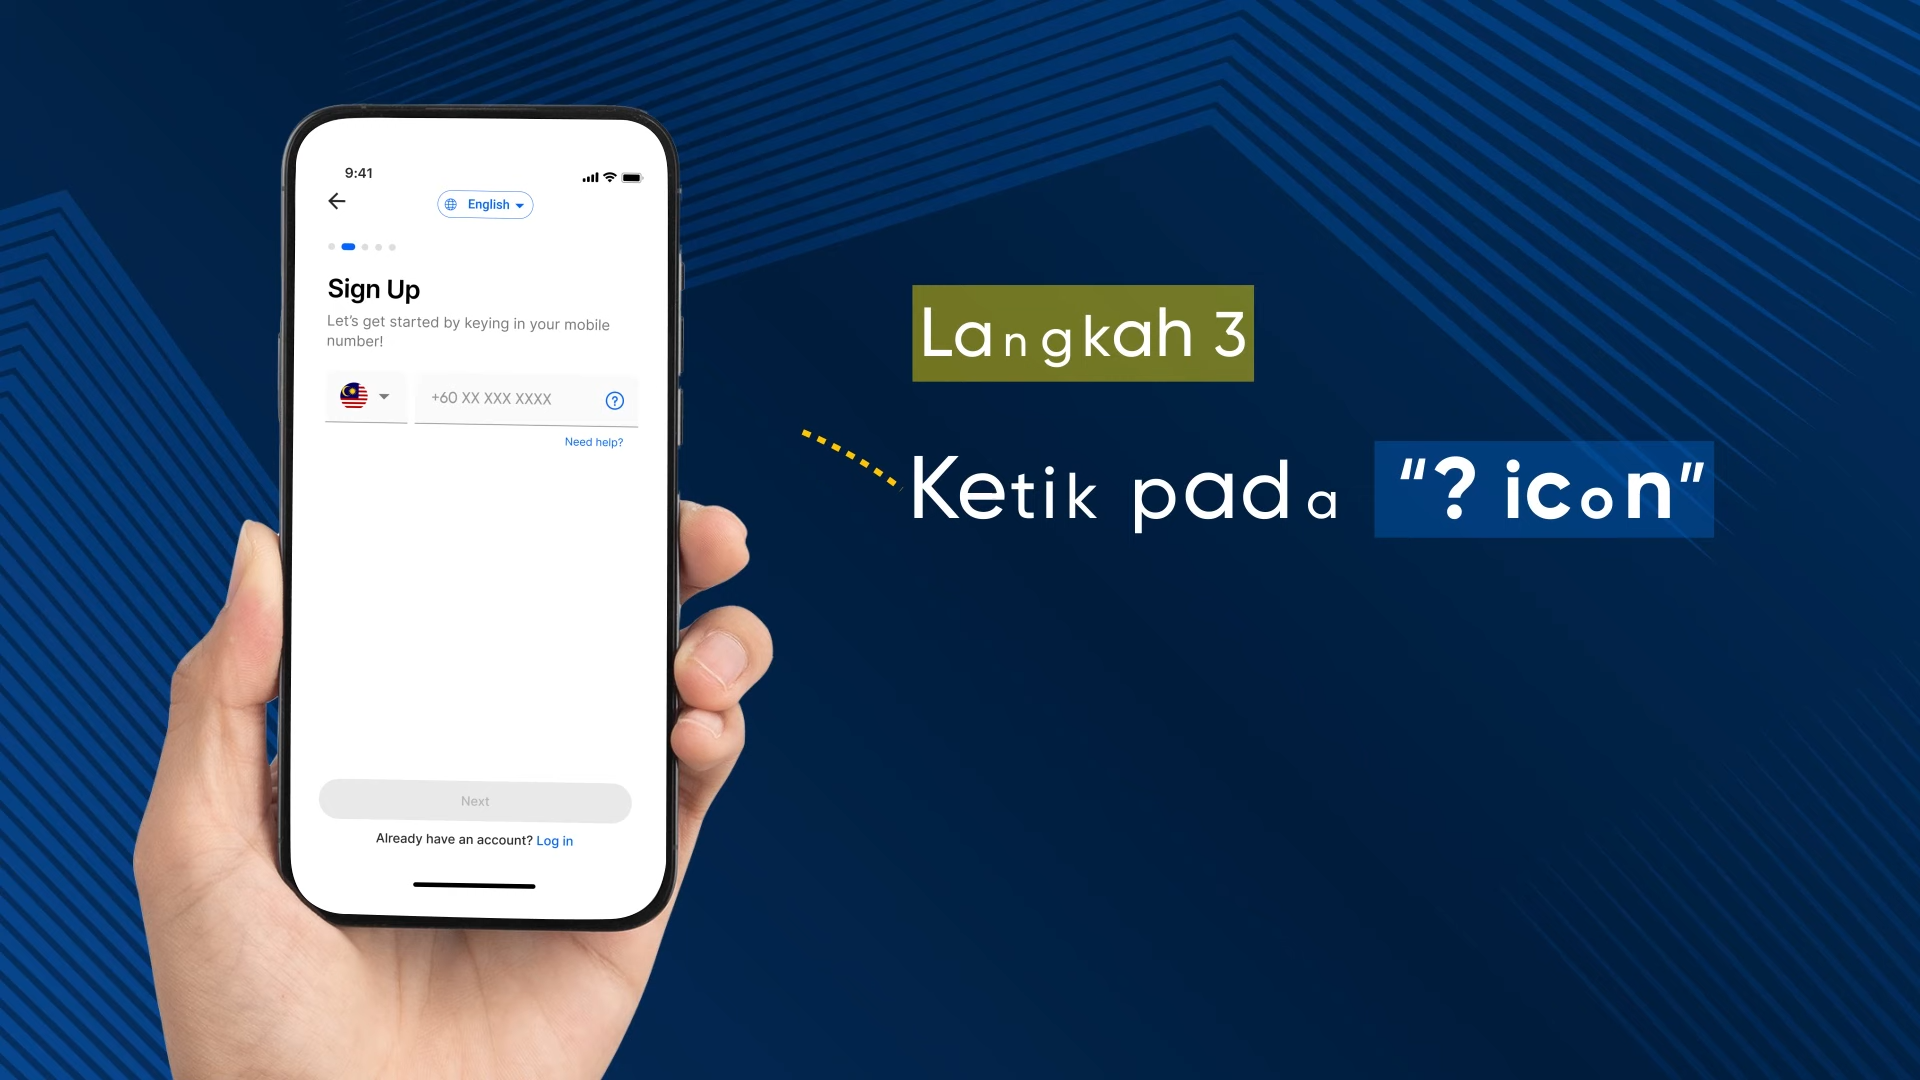 9:41
English
Sign Up
Let's get started by keying in your mobile
number!
+60 XX XXX XXXX
?
Need help?
Next
Already have an account? Log in
Langkah 3
Ketik pada “? icon”